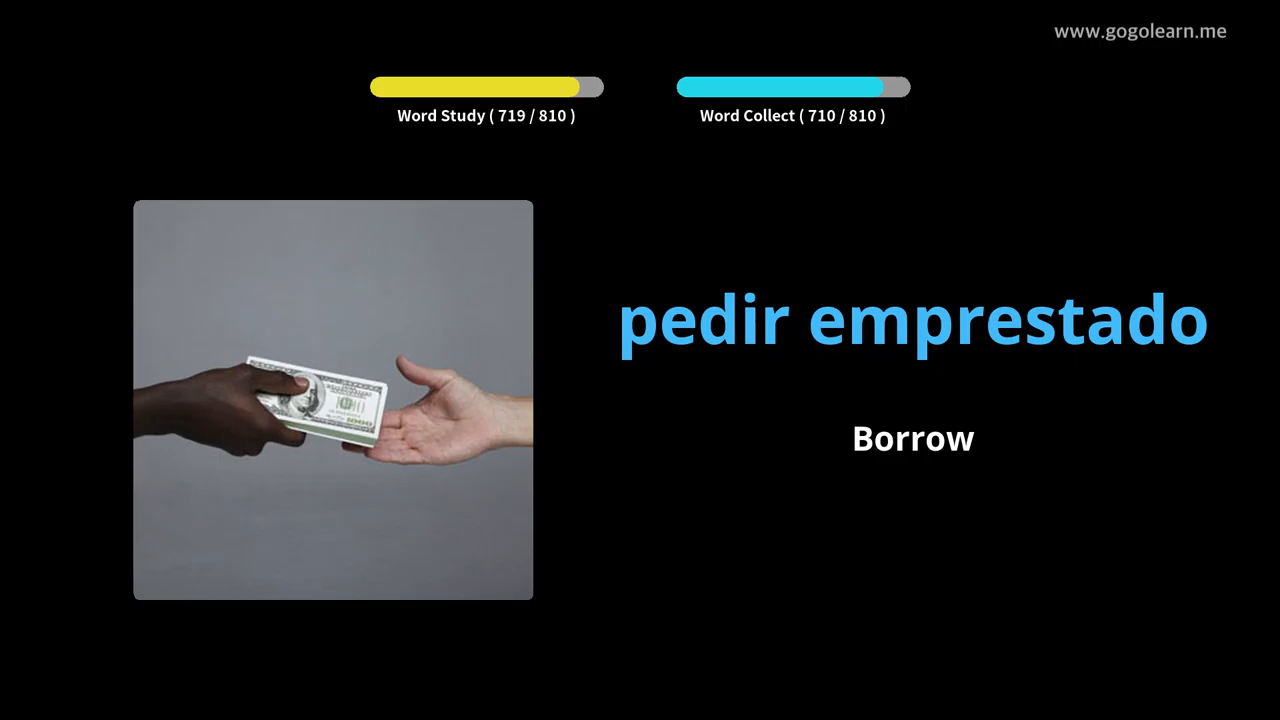 www.gogolearn.me
Word Study ( 719 / 810 )
Word Collect ( 710 / 810 )
pedir emprestado
Borrow